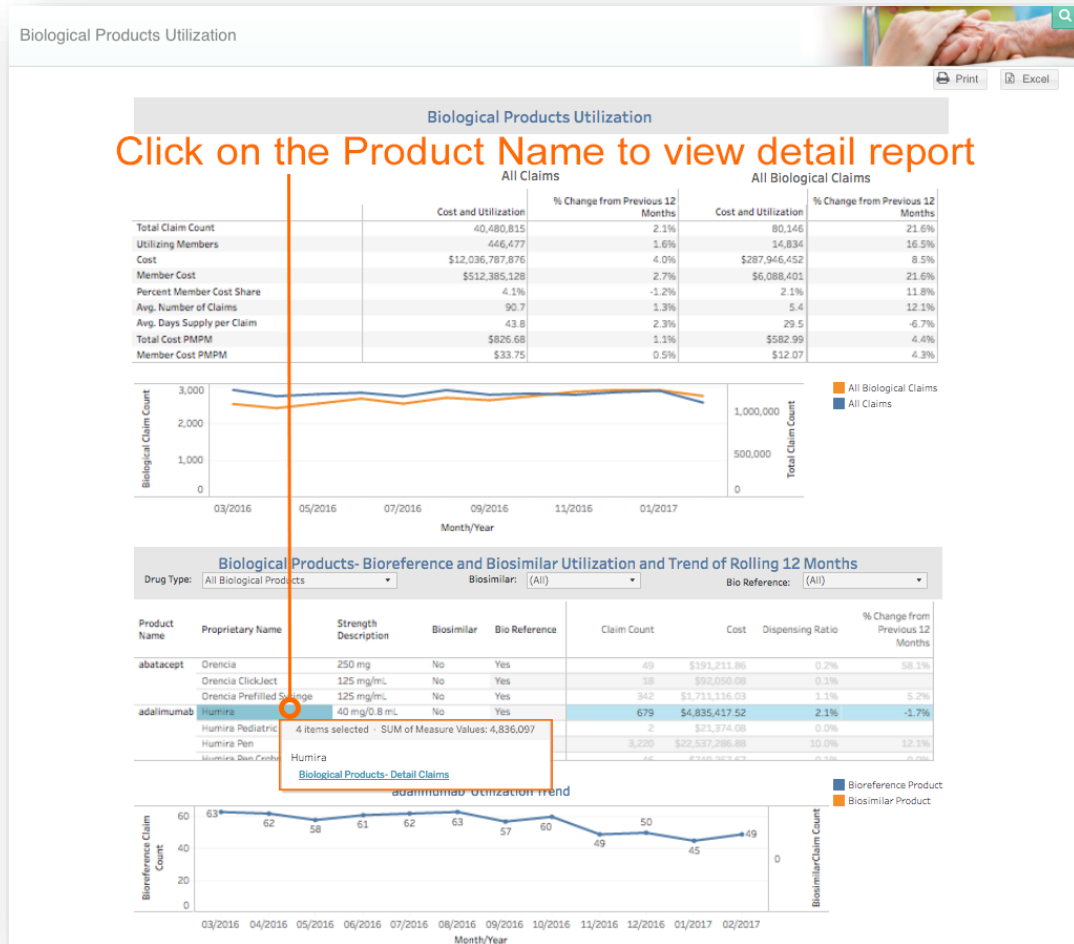 Biological Products Utilization
Print
Excel
Biological Products Utilization
Click on the Product Name to view detail report
All Claims
All Biological Claims
Cost and Utilization
% Change from Previous 12
Months
Cost and Utilization
% Change from Previous 12
Months
Total Claim Count 40,480,815 2.1% 80,146 21.6%
Utilizing Members 446,477 1.6% 14,834 16.5%
Cost $12,036,787,876 4.0% $287,946,452 8.5%
Member Cost $512,385,128 2.7% $6,088,401 21.6%
Percent Member Cost Share 4.1% -1.2% 2.1% 11.8%
Avg. Number of Claims 90.7 1.3% 5.4 12.1%
Avg. Days Supply per Claim 43.8 2.3% 29.5 -6.7%
Total Cost PMPM $826.68 1.1% $582.99 4.4%
Member Cost PMPM $33.75 0.5% $12.07 4.3%
Biological Claim Count
3,000
2,000
1,000
0
1,000,000
500,000
0
Total Claim Count
All Biological Claims
All Claims
03/2016 05/2016 07/2016 09/2016 11/2016 01/2017
Month/Year
Biological Products- Bioreference and Biosimilar Utilization and Trend of Rolling 12 Months
Drug Type: All Biological Products Biosimilar: (All) Bio Reference: (All)
Product
Name
Proprietary Name
Strength
Description
Biosimilar
Bio Reference
Claim Count
Cost
Dispensing Ratio
% Change from
Previous 12
Months
abatacept Orencia 250 mg No Yes 49 $191,211.86 0.2% 58.1%
Orencia ClickJect 125 mg/mL No Yes 18 $92,050.08 0.1%
Orencia Prefilled Syringe 125 mg/mL No Yes 342 $1,711,116.03 1.1% 5.2%
adalimumab Humira 40 mg/0.8 mL No Yes 679 $4,835,417.52 2.1% -1.7%
Humira Pediatric 2 $21,374.08 0.0%
Humira Pen 3,220 $22,537,286.88 10.0% 12.1%
Humira Pen
4 items selected · SUM of Measure Values: 4,836,097
Humira
Biological Products- Detail Claims
adalimumab Utilization Trend
Bioreference Product
Biosimilar Product
Bioreference Claim
Count
60
40
20
0
63 62 58 61 62 63 57 60 49 50 45 49
0
BiosimilarClaim Count
03/2016 04/2016 05/2016 06/2016 07/2016 08/2016 09/2016 10/2016 11/2016 12/2016 01/2017 02/2017
Month/Year